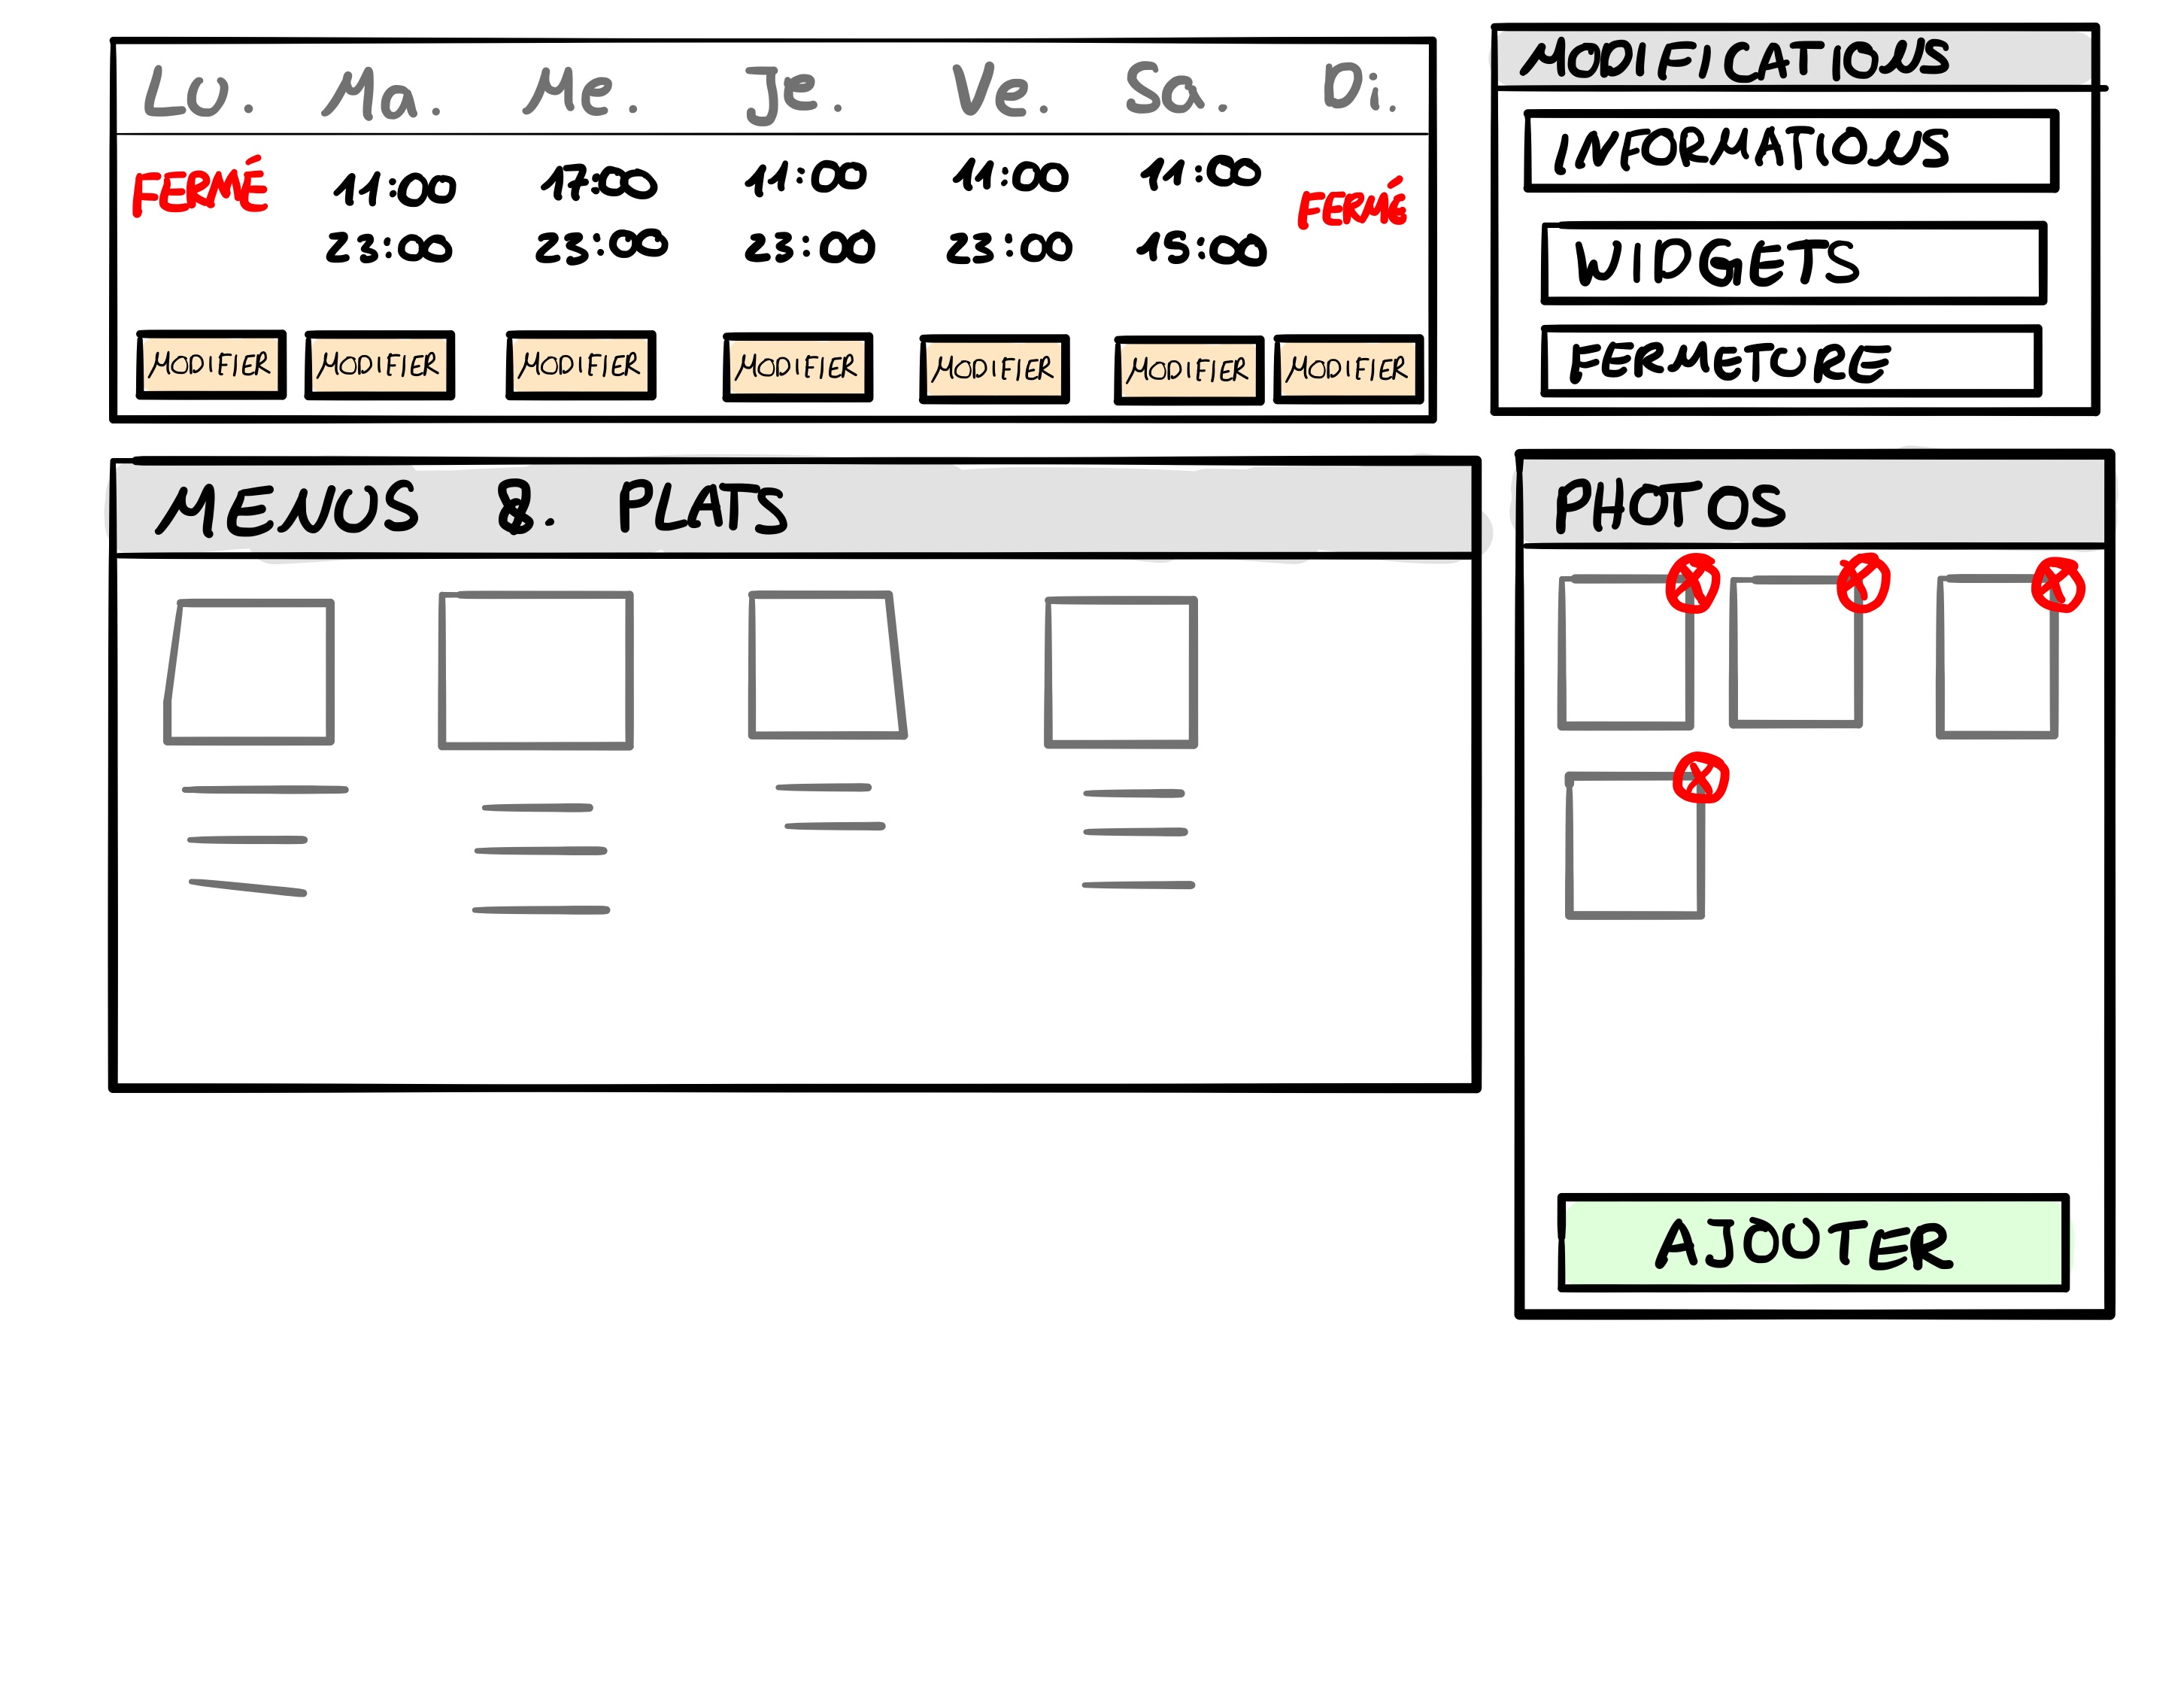 Lu. Ma. Me. Je. Ve. Sa. Di.
FERMÉ 11:00 17:00 11:00 11:00 11:00 FERMÉ
23:00 23:00 23:00 23:00 15:00
MODIFIER MODIFIER MODIFIER MODIFIER MODIFIER MODIFIER MODIFIER
MODIFICATIONS
INFORMATIONS
WIDGETS
FERMETURE
MENUS &. PLATS
PHOTOS
X X X
X
AJOUTER